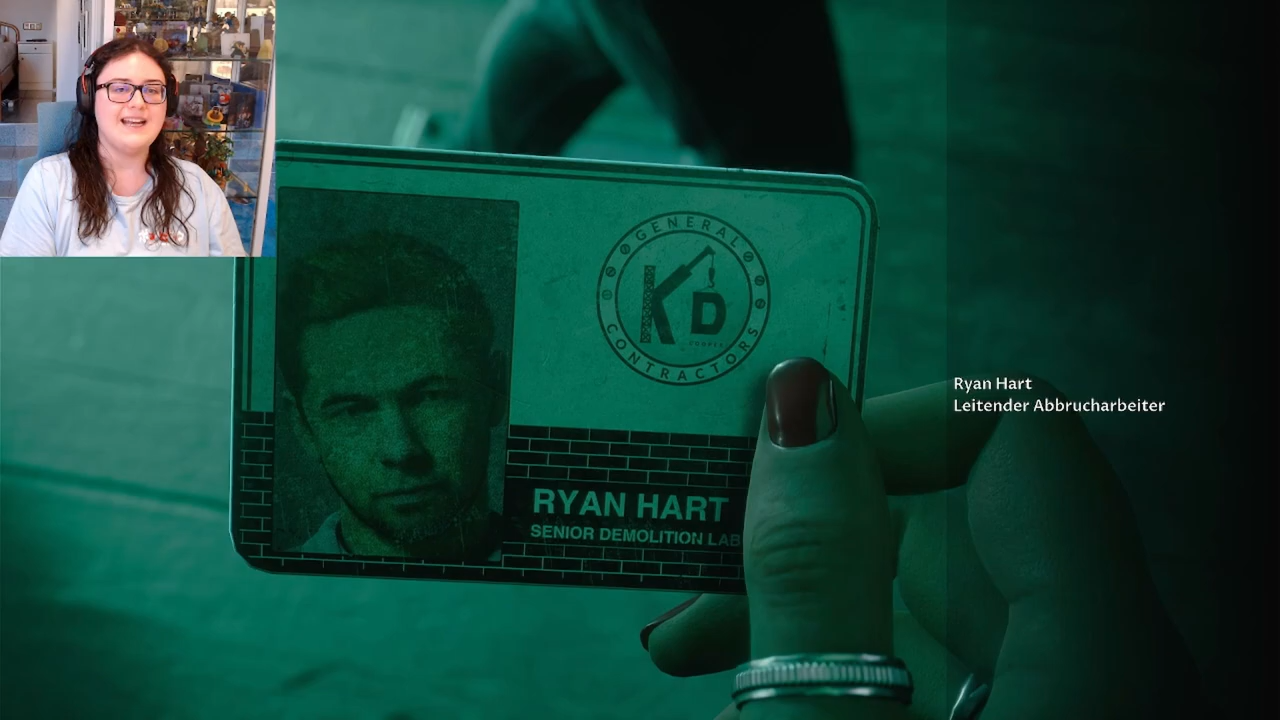 GENERAL
KD
CONTRACTORS
RYAN HART
SENIOR DEMOLITION LAB
Ryan Hart
Leitender Abbrucharbeiter